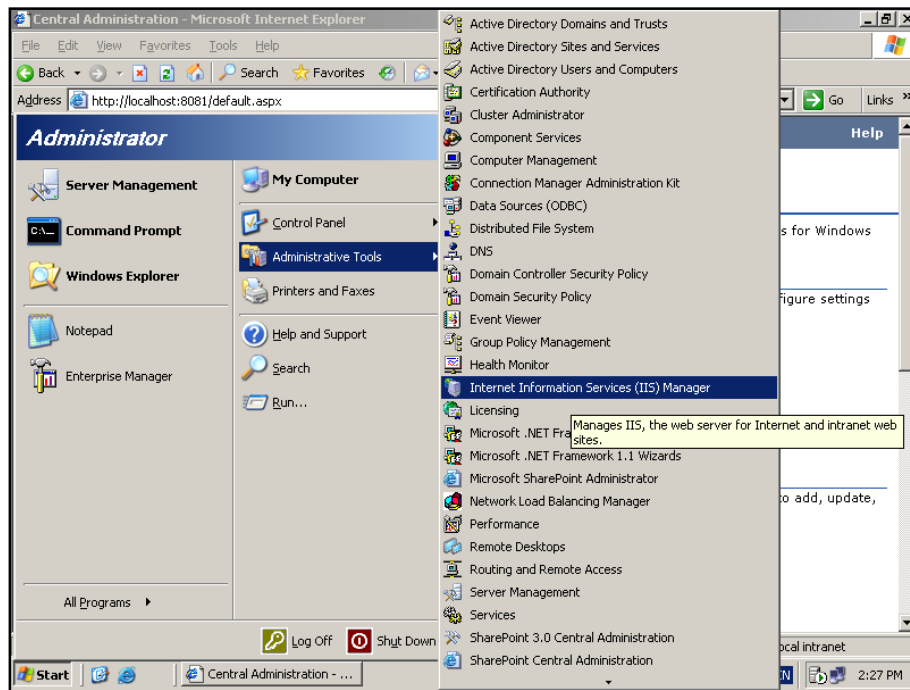 Central Administration - Microsoft Internet Explorer
File Edit View Favorites Tools Help
Back Search Favorites
Address http://localhost:8081/default.aspx Go Links »
Administrator
Help
Server Management
Command Prompt
Windows Explorer
Notepad
Enterprise Manager
All Programs
My Computer
Control Panel
Administrative Tools
Printers and Faxes
Help and Support
Search
Run...
Log Off Shut Down
Active Directory Domains and Trusts
Active Directory Sites and Services
Active Directory Users and Computers
Certification Authority
Cluster Administrator
Component Services
Computer Management
Connection Manager Administration Kit
Data Sources (ODBC)
Distributed File System
DNS
Domain Controller Security Policy
Domain Security Policy
Event Viewer
Group Policy Management
Health Monitor
Internet Information Services (IIS) Manager
Licensing
Manages IIS, the web server for Internet and intranet web
sites.
Microsoft .NET Fra
Microsoft .NET Framework 1.1 Wizards
Microsoft SharePoint Administrator
Network Load Balancing Manager
Performance
Remote Desktops
Routing and Remote Access
Server Management
Services
SharePoint 3.0 Central Administration
SharePoint Central Administration
s for Windows
figure settings
to add, update,
ocal intranet
Start Central Administration - ... 2:27 PM